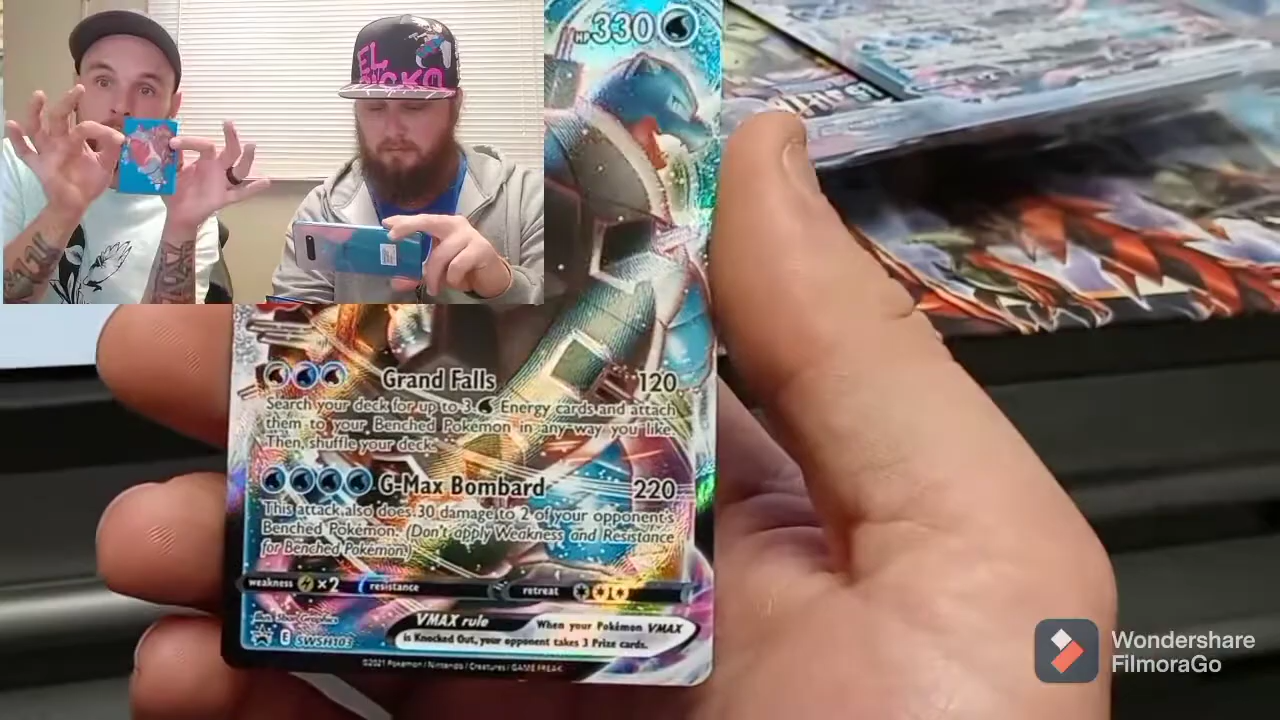 HP 330
EL
Grand Falls 120
Search your deck for up to 3 Energy cards and attach
them to your Benched Pokémon in any way you like.
Then, shuffle your deck.
G-Max Bombard 220
This attack also does 30 damage to 2 of your opponent's
Benched Pokémon. (Don't apply Weakness and Resistance
for Benched Pokémon.)
weakness ×2 resistance retreat
VMAX rule When your Pokémon VMAX
is Knocked Out, your opponent takes 3 Prize cards.
E SWSH103
©2021 Pokémon / Nintendo / Creatures / GAME FREAK
Wondershare
FilmoraGo